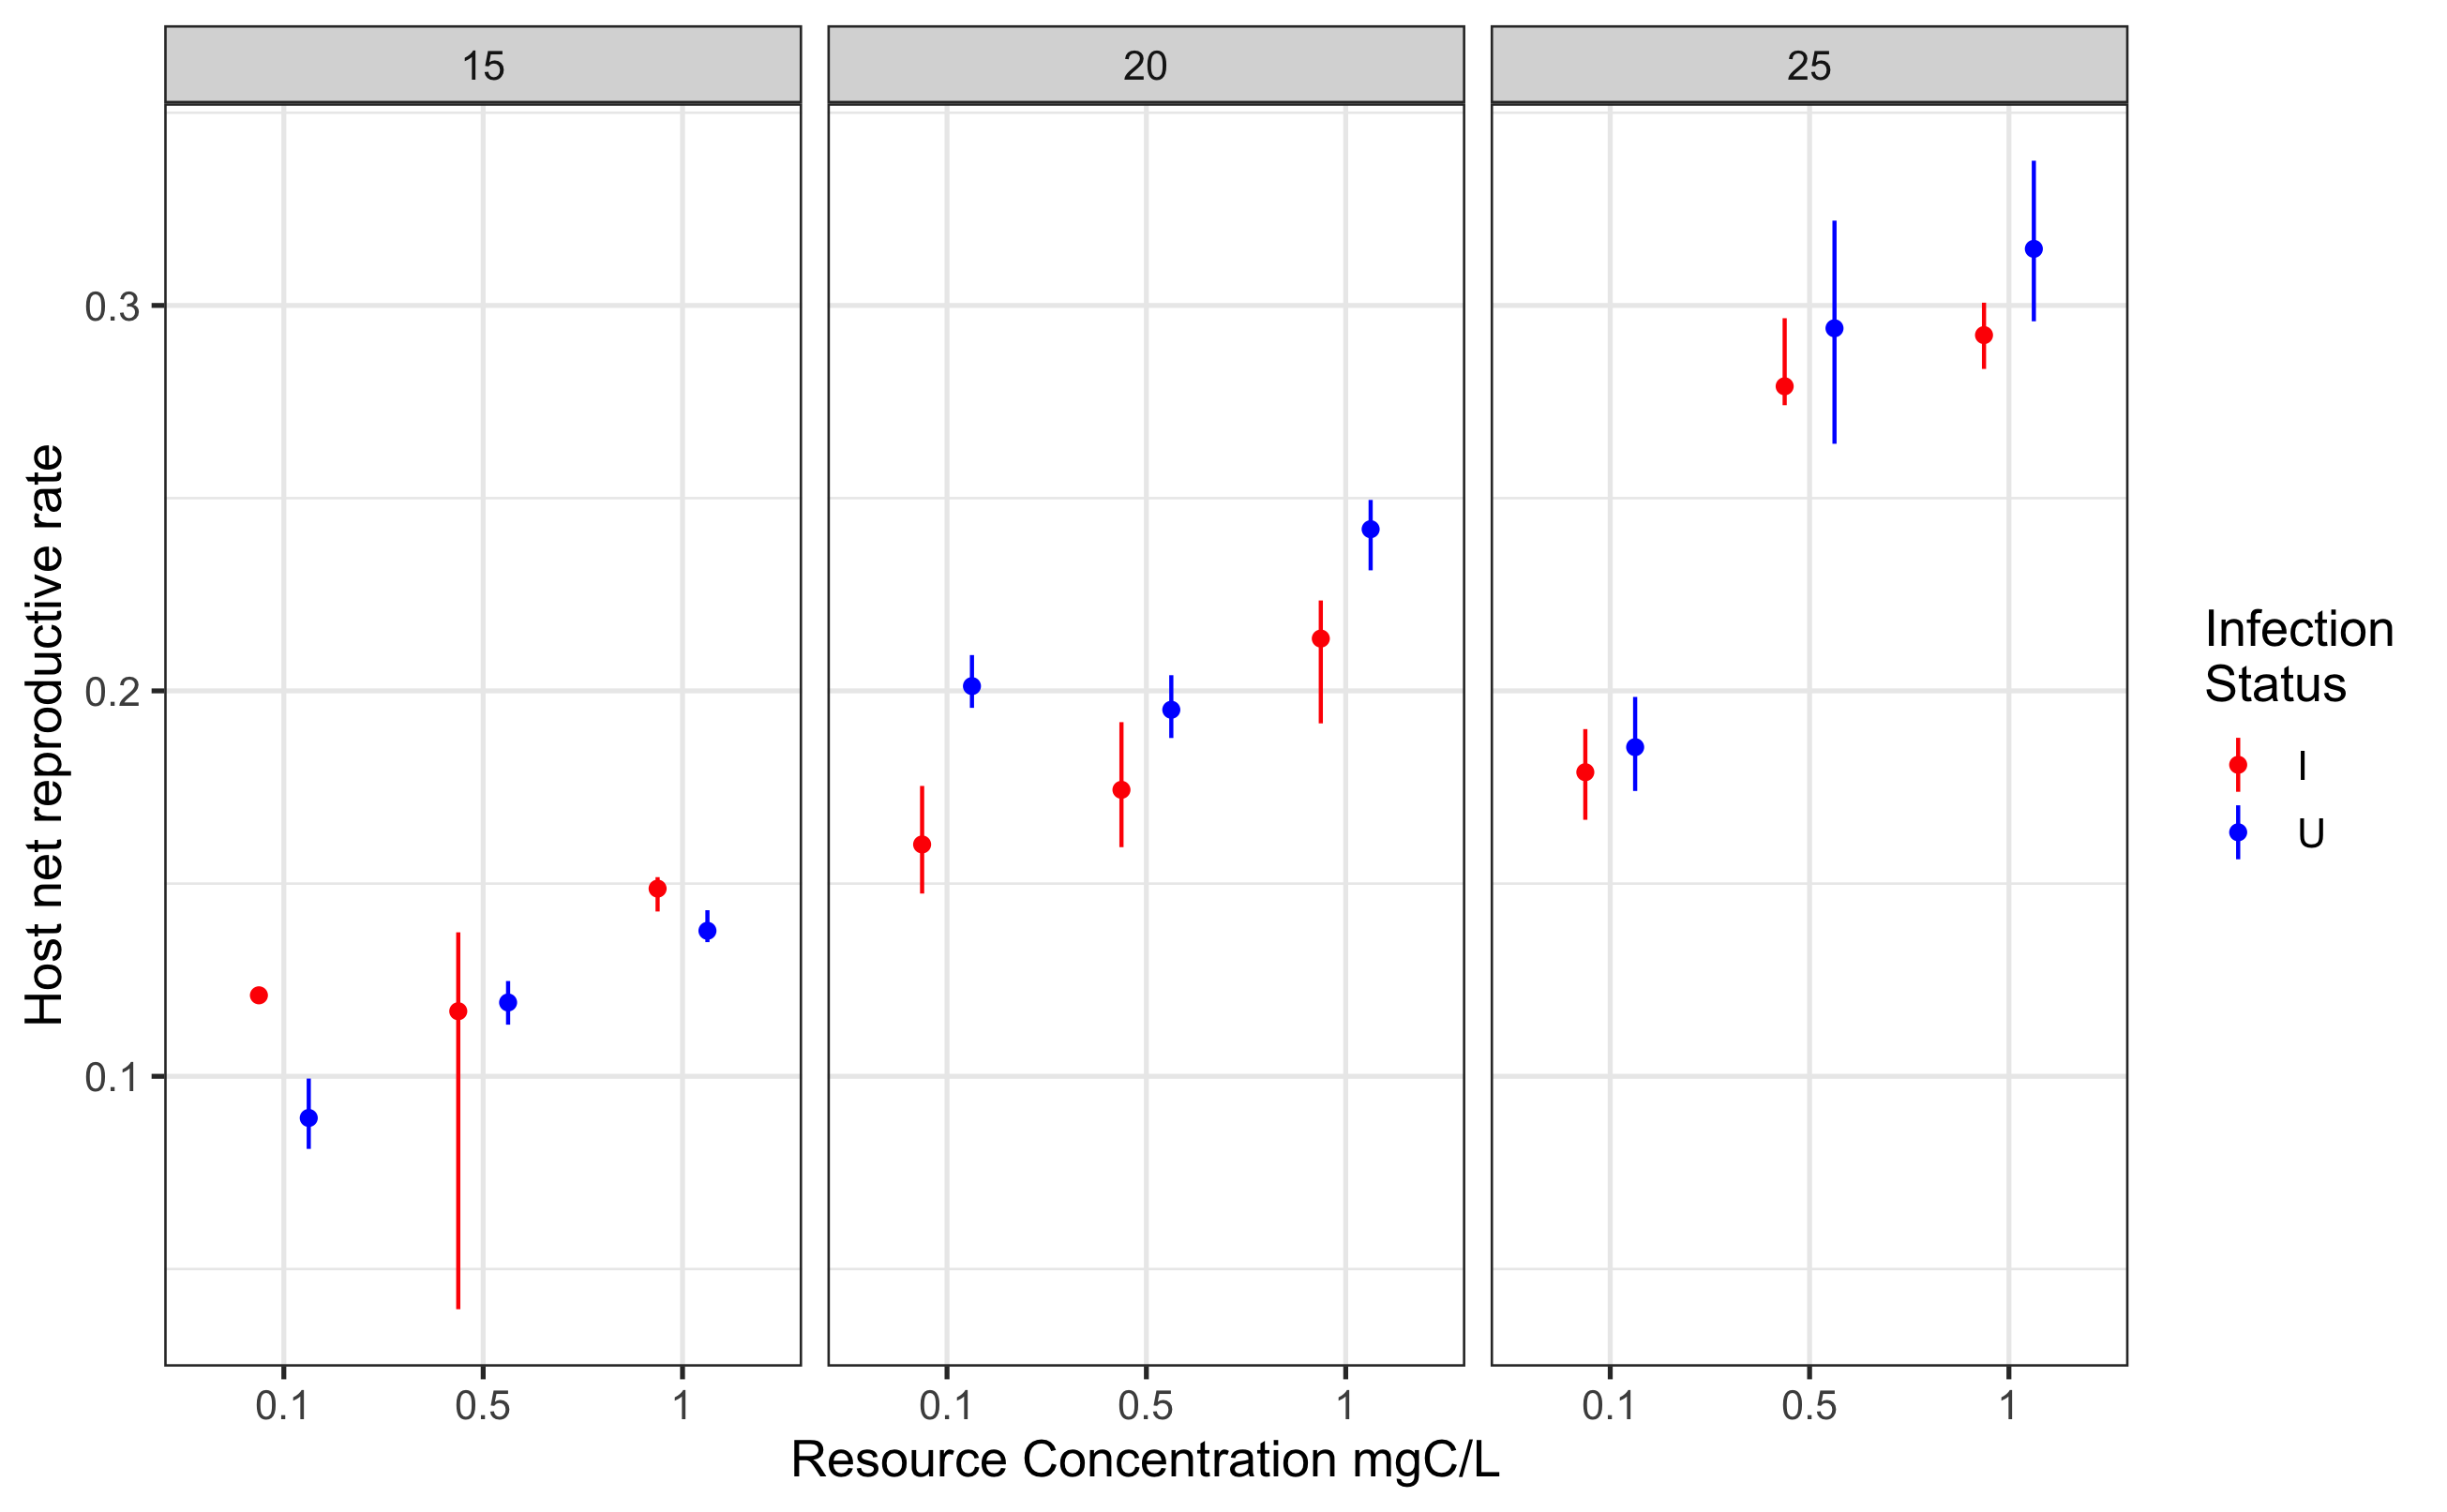 15
20
25
Host net reproductive rate
0.3
0.2
0.1
0.1 0.5 1
0.1 0.5 1
0.1 0.5 1
Resource Concentration mgC/L
Infection
Status
I
U